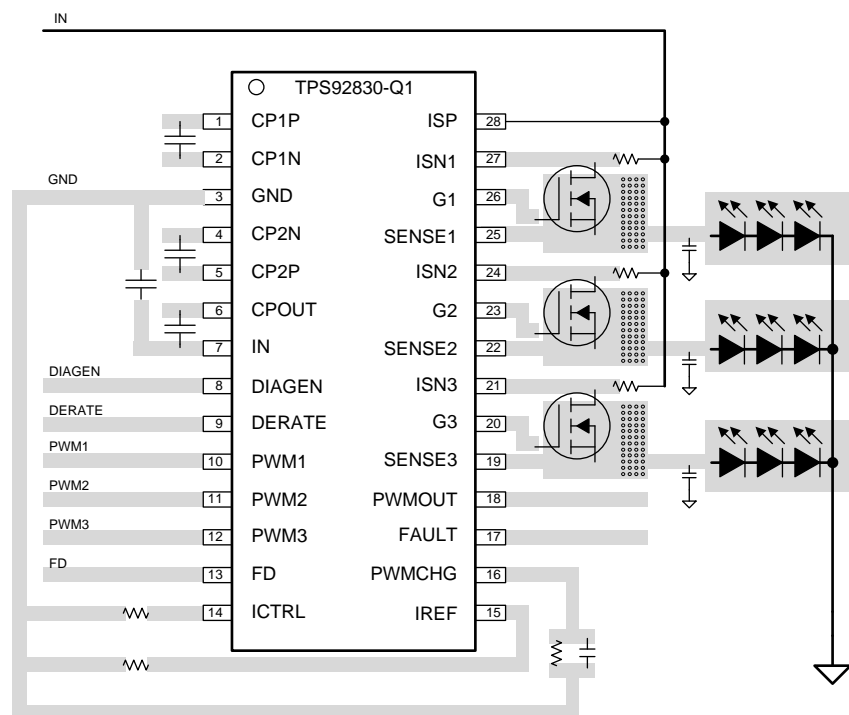 IN
TPS92830-Q1
1 CP1P ISP 28
2 CP1N ISN1 27
GND
3 GND G1 26
4 CP2N SENSE1 25
5 CP2P ISN2 24
6 CPOUT G2 23
7 IN SENSE2 22
DIAGEN
8 DIAGEN ISN3 21
DERATE
9 DERATE G3 20
PWM1
10 PWM1 SENSE3 19
PWM2
11 PWM2 PWMOUT 18
PWM3
12 PWM3 FAULT 17
FD
13 FD PWMCHG 16
14 ICTRL IREF 15